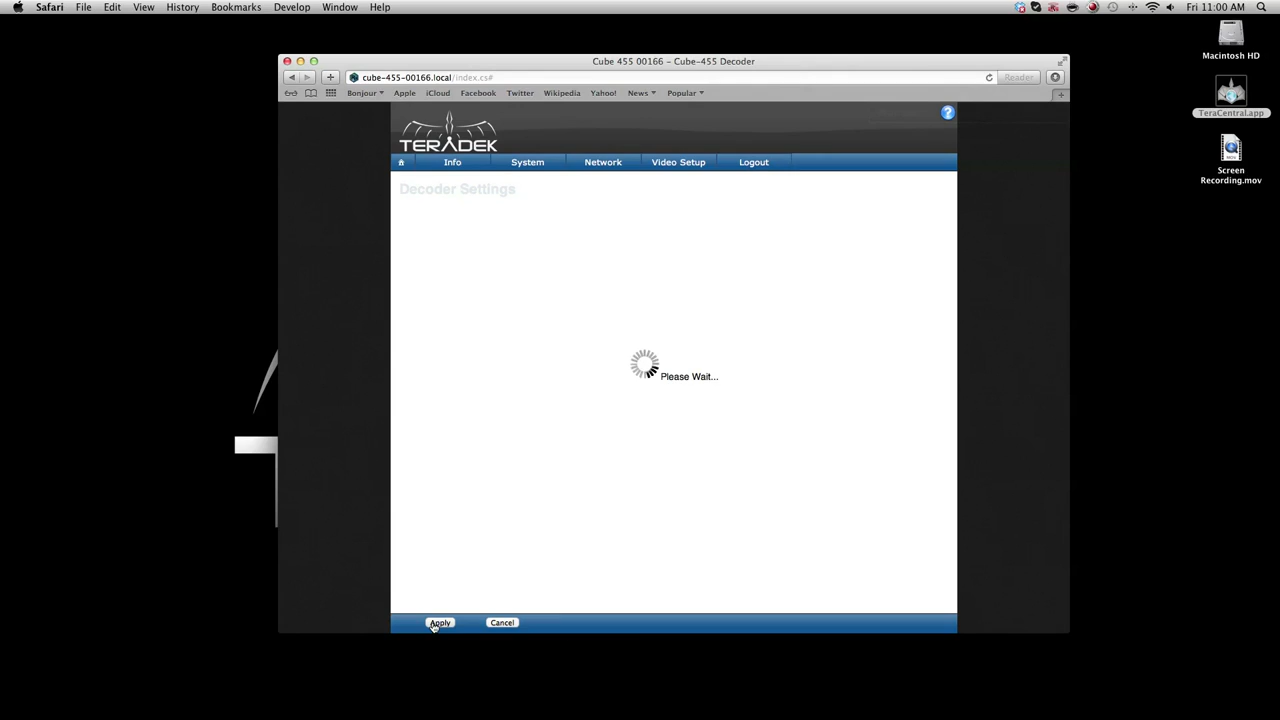 Safari File Edit View History Bookmarks Develop Window Help Fri 11:00 AM
Macintosh HD
TeraCentral.app
Screen
Recording.mov
Cube 455 00166 – Cube-455 Decoder
cube-455-00166.local/index.cs# Reader
Bonjour Apple iCloud Facebook Twitter Wikipedia Yahoo! News Popular
TERADEK
?
Info System Network Video Setup Logout
Decoder Settings
Please Wait...
Apply Cancel